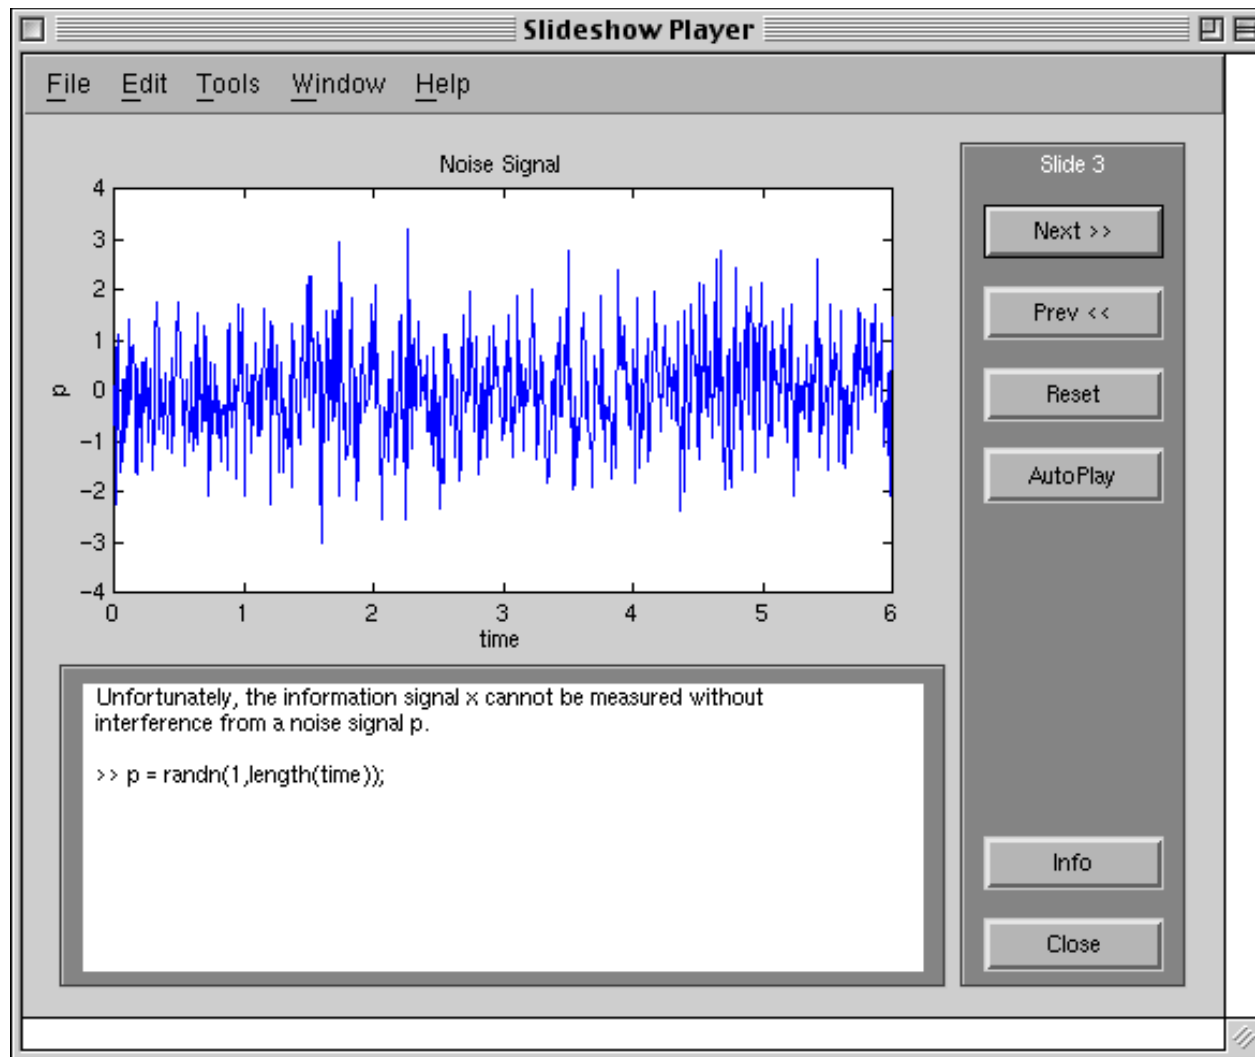 Slideshow Player
File Edit Tools Window Help
Noise Signal
4
3
2
1
0
−1
−2
−3
−4
p
0 1 2 3 4 5 6
time
Unfortunately, the information signal x cannot be measured without
interference from a noise signal p.
>> p = randn(1,length(time));
Slide 3
Next >>
Prev <<
Reset
AutoPlay
Info
Close